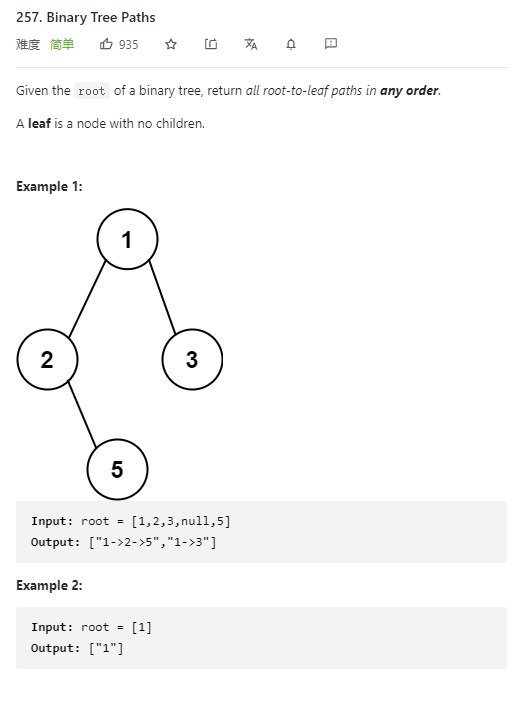 257. Binary Tree Paths
难度 简单 935
Given the root of a binary tree, return all root-to-leaf paths in any order.
A leaf is a node with no children.
Example 1:
1
2
3
5
Input: root = [1,2,3,null,5]
Output: ["1->2->5","1->3"]
Example 2:
Input: root = [1]
Output: ["1"]